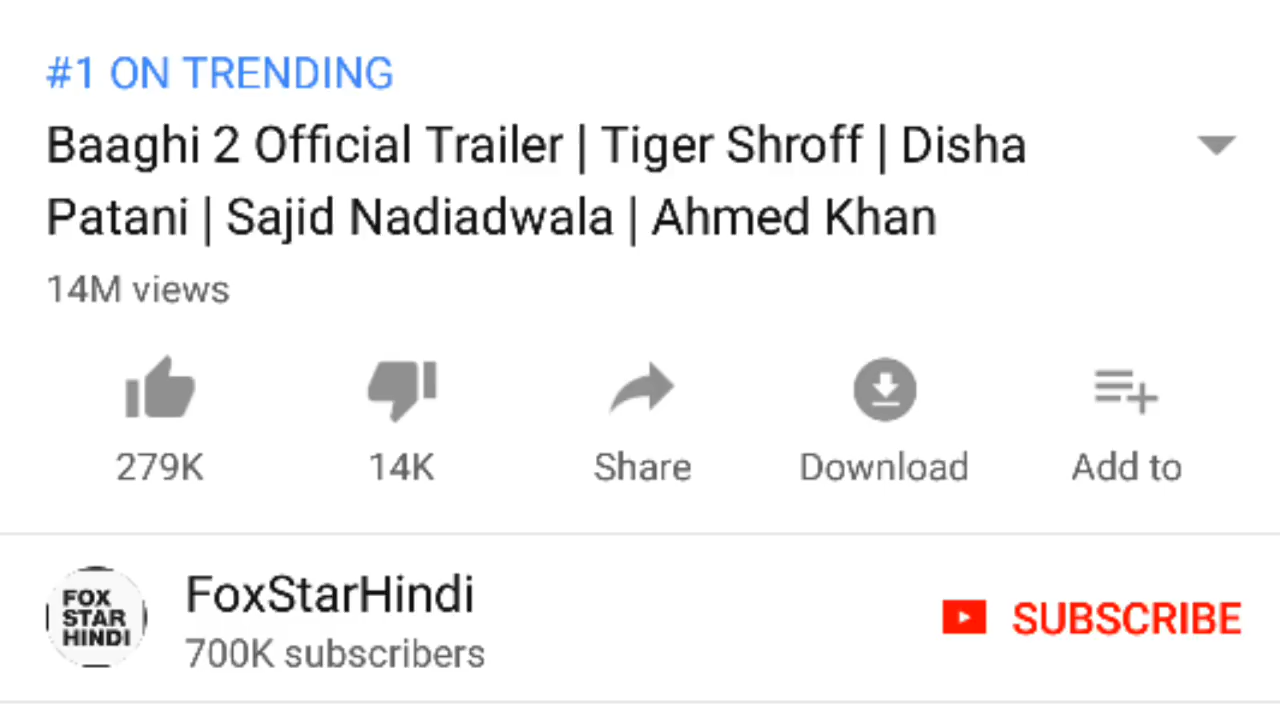 #1 ON TRENDING
Baaghi 2 Official Trailer | Tiger Shroff | Disha
Patani | Sajid Nadiadwala | Ahmed Khan
14M views
279K 14K Share Download Add to
FOX
STAR
HINDI
FoxStarHindi
700K subscribers
SUBSCRIBE